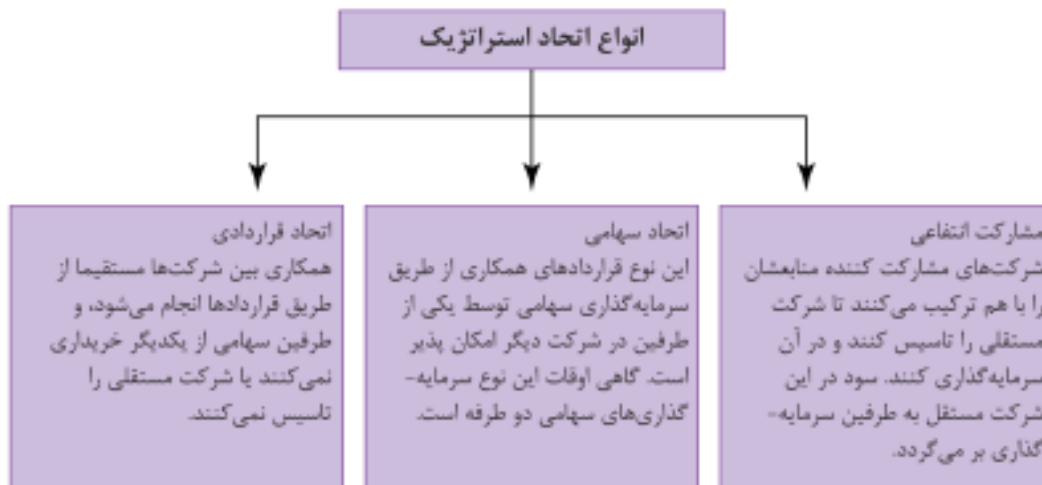 انواع اتحاد استراتژیک
مشارکت انتفاعی
شرکت‌های مشارکت کننده منابعشان
را با هم ترکیب می‌کنند تا شرکت
مستقلی را تاسیس کنند و در آن
سرمایه‌گذاری کنند. سود در این
شرکت مستقل به طرفین سرمایه-
گذاری بر می‌گردد.
اتحاد سهامی
این نوع قراردادهای همکاری از طریق
سرمایه‌گذاری سهامی توسط یکی از
طرفین در شرکت دیگر امکان پذیر
است. گاهی اوقات این نوع سرمایه-
گذاری‌های سهامی دو طرفه است.
اتحاد قراردادی
همکاری بین شرکت‌ها مستقیما از
طریق قراردادها انجام می‌شود، و
طرفین سهامی از یکدیگر خریداری
نمی‌کنند یا شرکت مستقلی را
تاسیس نمی‌کنند.